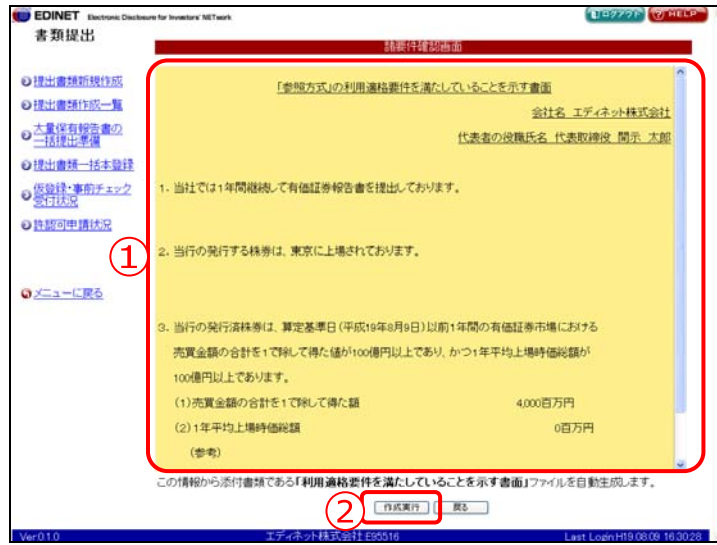 EDINET Electronic Disclosure for Investors' NETwork
ログアウト ? HELP
書類提出
諸要件確認画面
提出書類新規作成
提出書類作成一覧
大量保有報告書の
一括提出準備
提出書類一括本登録
仮登録・事前チェック
受付状況
許認可申請状況
メニューに戻る
①
「参照方式」の利用適格要件を満たしていることを示す書面
会社名 エディネット株式会社
代表者の役職氏名 代表取締役 開示 太郎
1. 当社では1年間継続して有価証券報告書を提出しております。
2. 当行の発行する株券は、東京に上場されております。
3. 当行の発行済株券は、算定基準日(平成19年8月9日)以前1年間の有価証券市場における
売買金額の合計を1で除して得た値が100億円以上であり、かつ1年平均上場時価総額が
100億円以上であります。
(1)売買金額の合計を1で除して得た額 4,000百万円
(2)1年平均上場時価総額 0百万円
(参考)
この情報から添付書類である「利用適格要件を満たしていることを示す書面」ファイルを自動生成します。
②
作成実行 戻る
Ver.0.1.0 エディネット株式会社 E95516 Last Login:H19.08.09 16:30:28